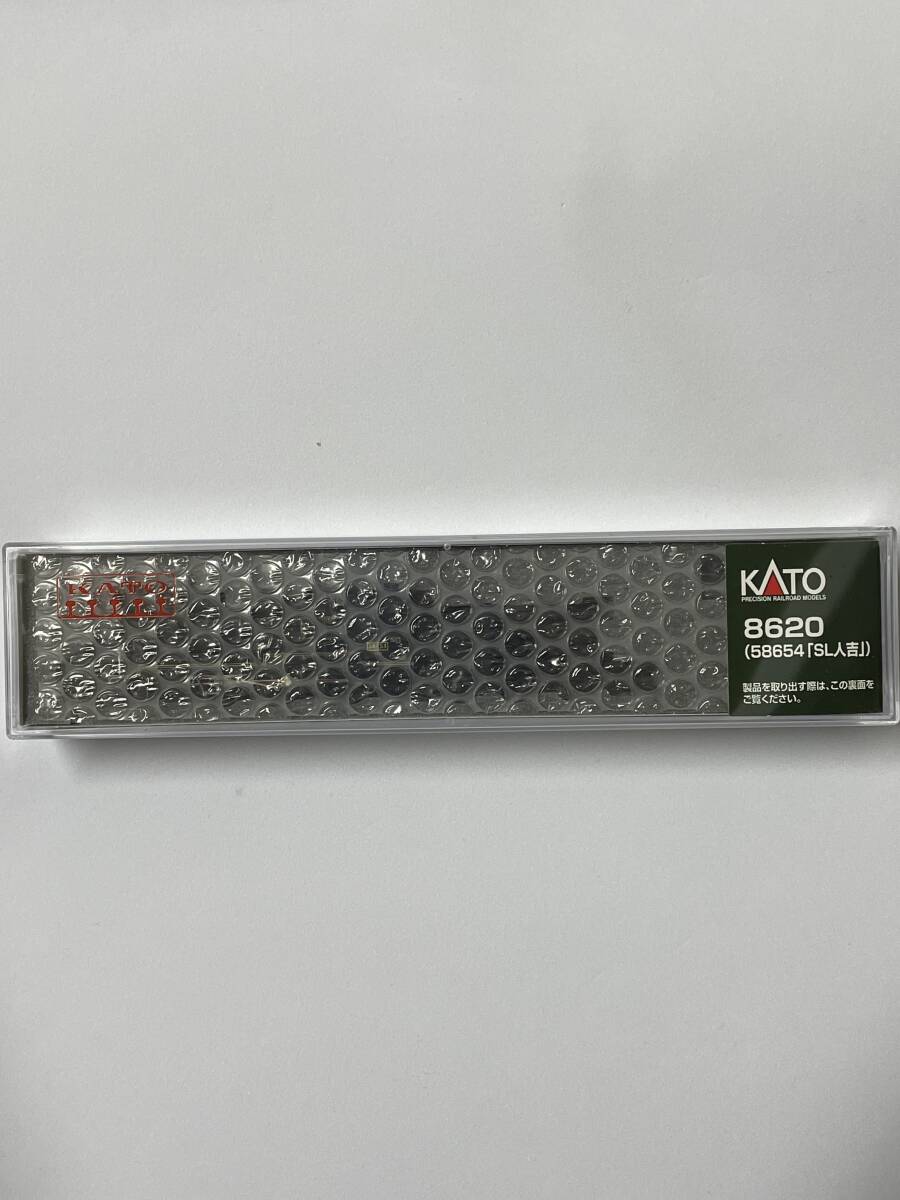 KATO
KATO
PRECISION RAILROAD MODELS
8620
(58654「SL人吉」)
製品を取り出す際は、この裏面を
ご覧ください。